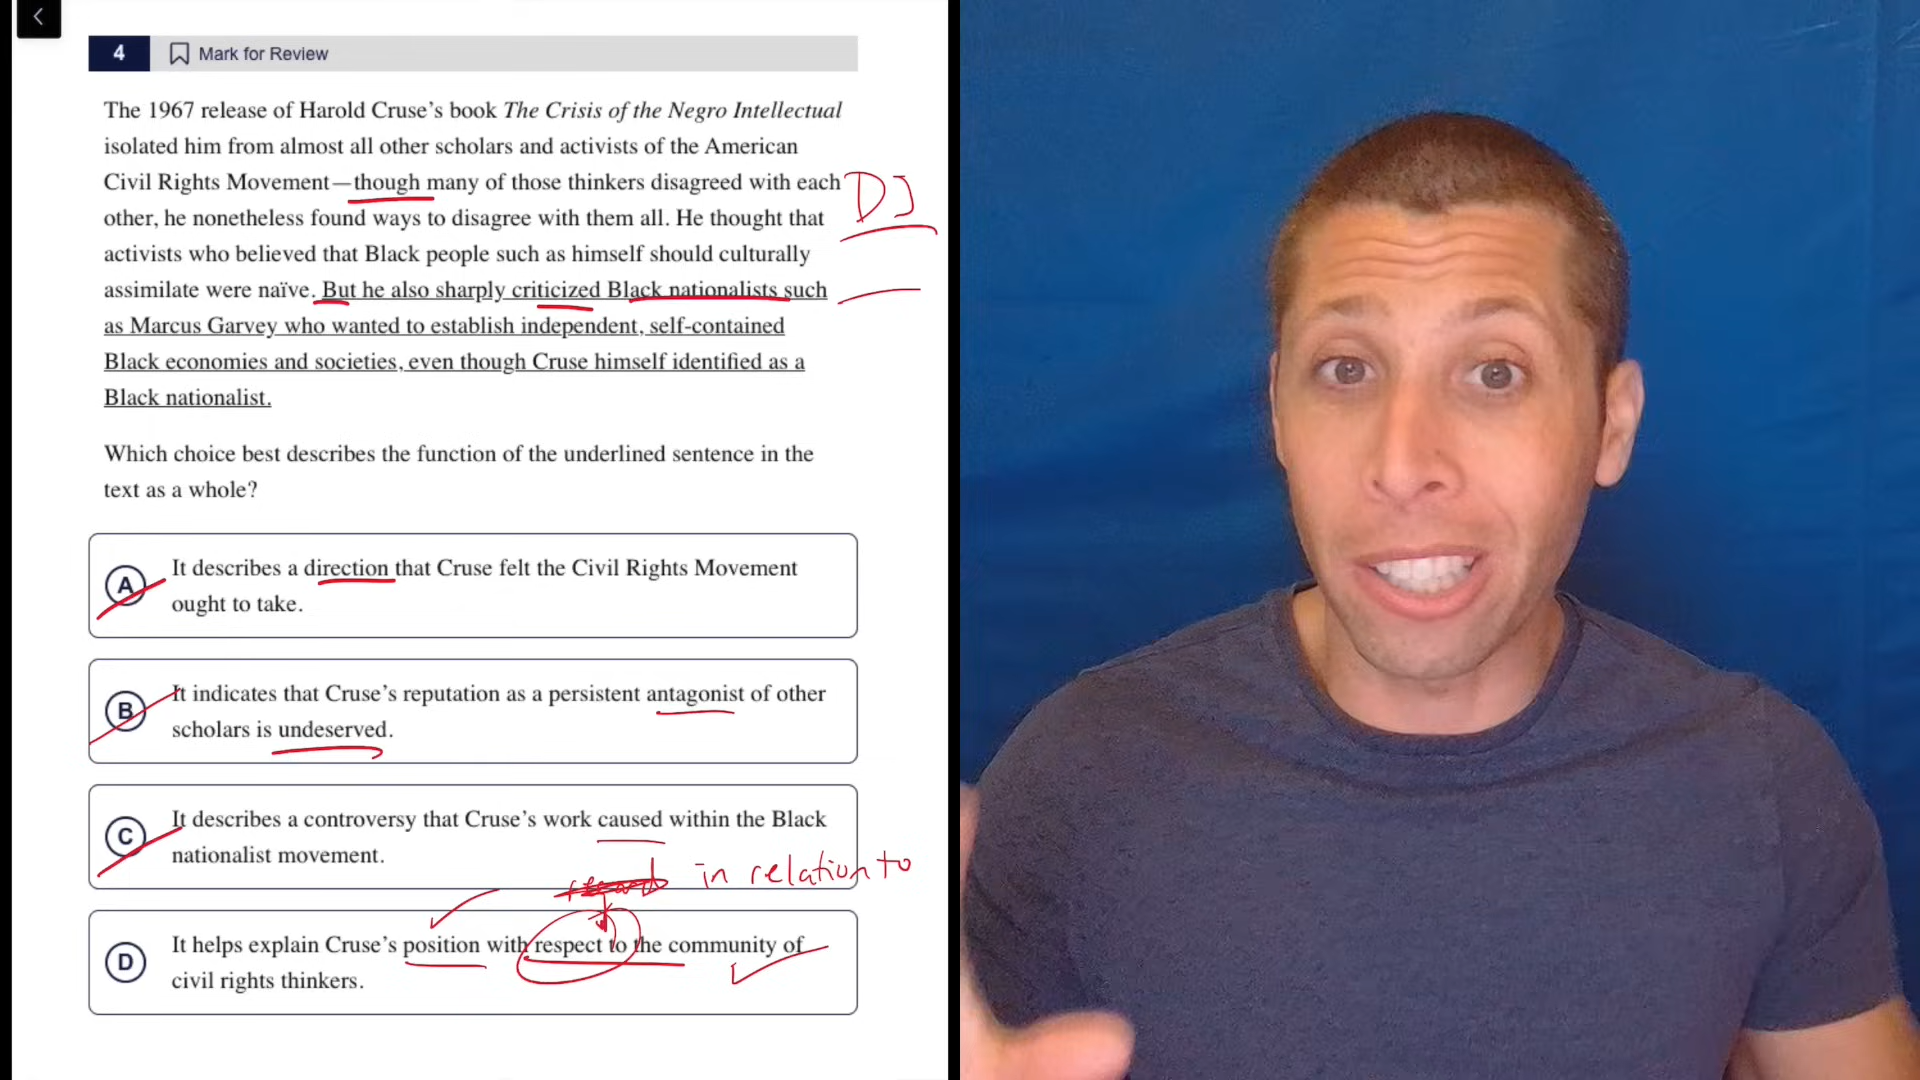 4 Mark for Review
The 1967 release of Harold Cruse’s book The Crisis of the Negro Intellectual
isolated him from almost all other scholars and activists of the American
Civil Rights Movement—though many of those thinkers disagreed with each
other, he nonetheless found ways to disagree with them all. He thought that
activists who believed that Black people such as himself should culturally
assimilate were naïve. But he also sharply criticized Black nationalists such
as Marcus Garvey who wanted to establish independent, self-contained
Black economies and societies, even though Cruse himself identified as a
Black nationalist.
DJ
Which choice best describes the function of the underlined sentence in the
text as a whole?
A It describes a direction that Cruse felt the Civil Rights Movement
ought to take.
B It indicates that Cruse’s reputation as a persistent antagonist of other
scholars is undeserved.
C It describes a controversy that Cruse’s work caused within the Black
nationalist movement.
in relation to
D It helps explain Cruse’s position with respect to the community of
civil rights thinkers.